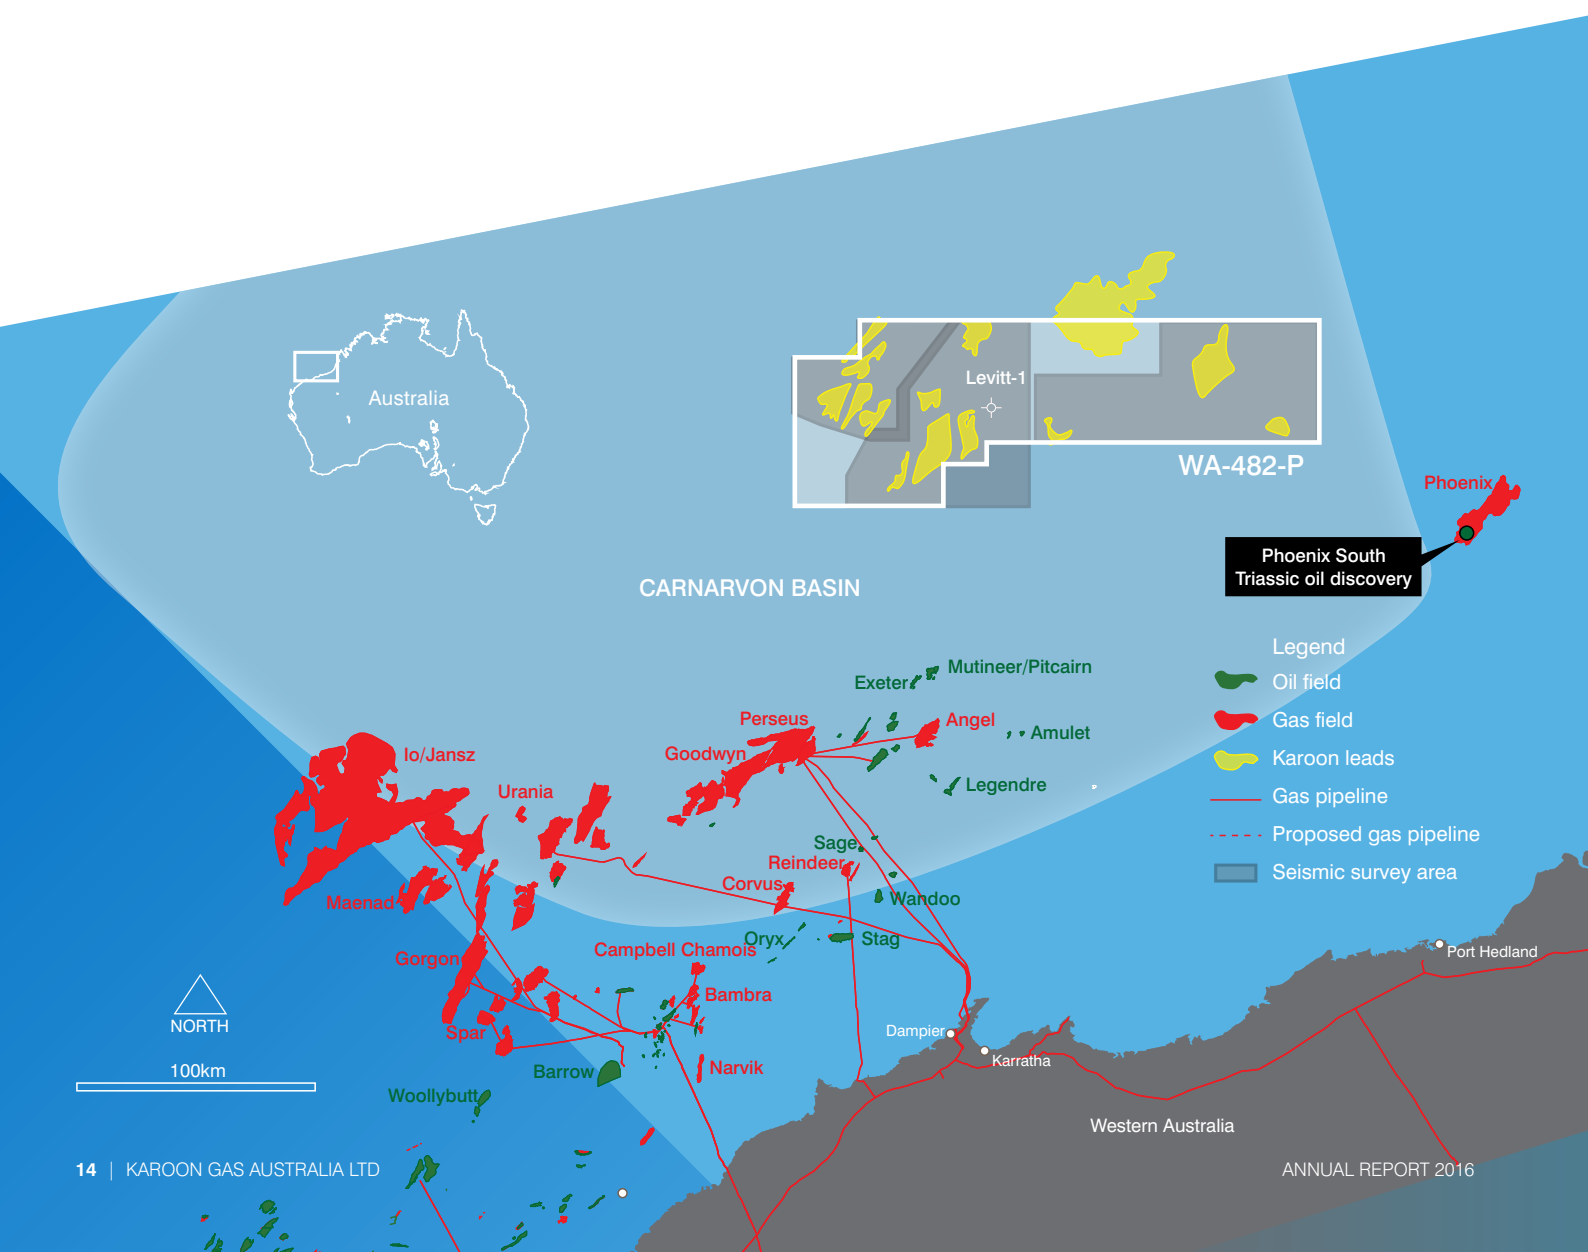 Australia
Levitt-1
WA-482-P
Phoenix
Phoenix South
Triassic oil discovery
CARNARVON BASIN
Legend
Oil field
Gas field
Karoon leads
Gas pipeline
Proposed gas pipeline
Seismic survey area
Mutineer/Pitcairn
Exeter
Perseus
Angel
Amulet
Goodwyn
Io/Jansz
Urania
Legendre
Sage
Reindeer
Corvus
Wandoo
Maenad
Oryx
Stag
Campbell Chamois
Gorgon
Bambra
Port Hedland
NORTH
Spar
Dampier
Karratha
100km
Barrow
Narvik
Woollybutt
Western Australia
14 | KAROON GAS AUSTRALIA LTD
ANNUAL REPORT 2016